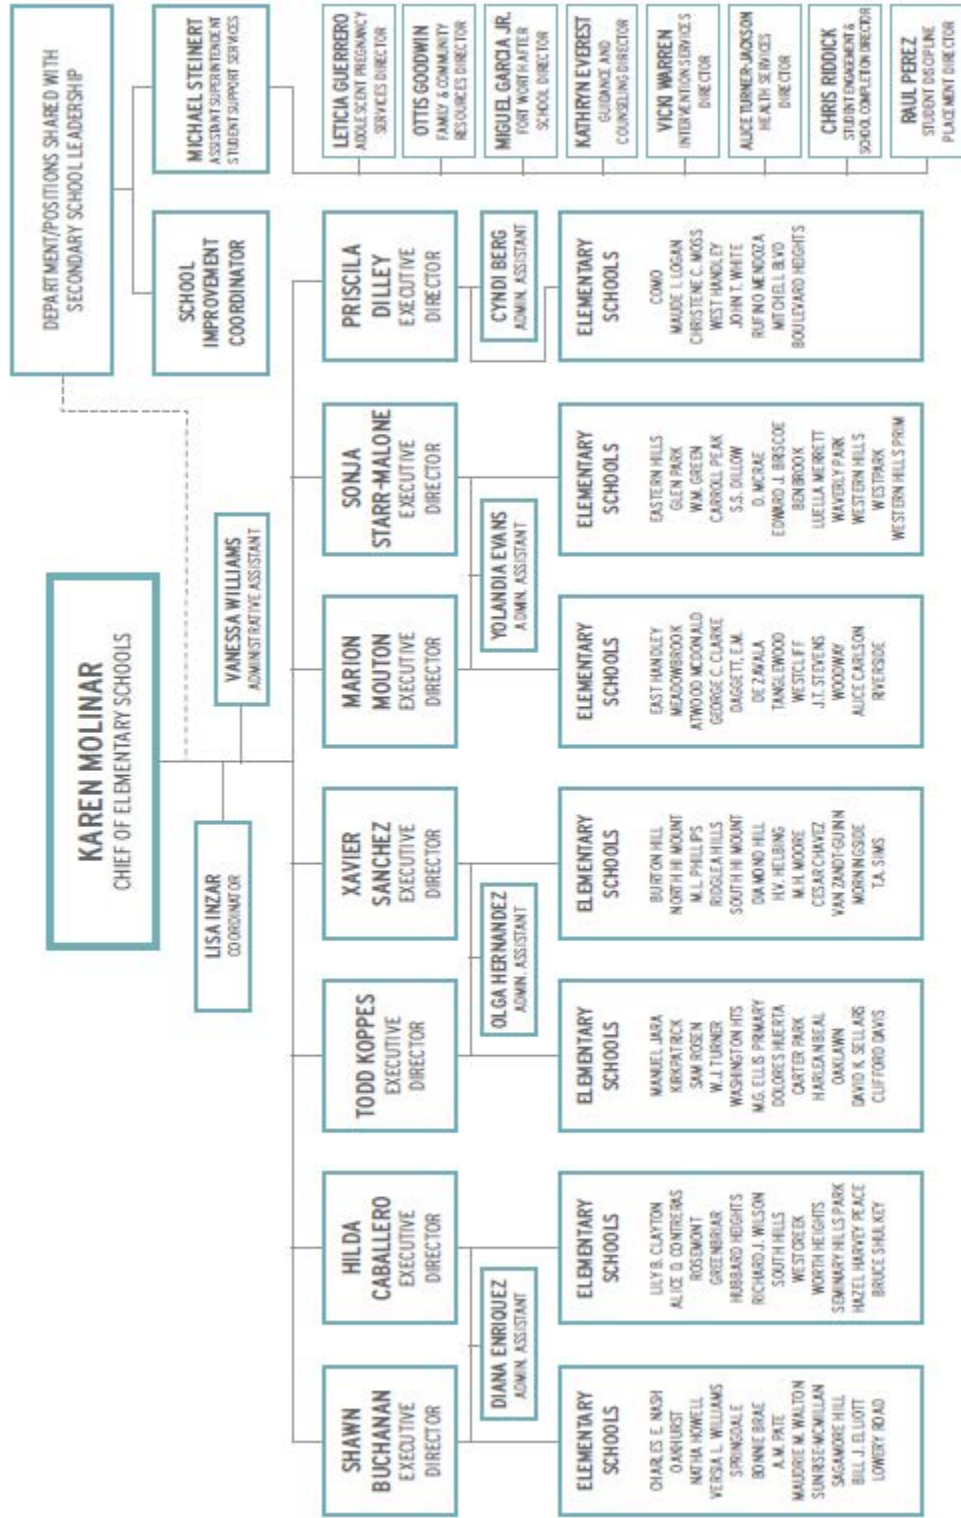 KAREN MOLINAR
CHIEF OF ELEMENTARY SCHOOLS
DEPARTMENT/POSITIONS SHARED WITH
SECONDARY SCHOOL LEADERSHIP
LISA INZAR
COORDINATOR
VANESSA WILLIAMS
ADMINISTRATIVE ASSISTANT
SCHOOL
IMPROVEMENT
COORDINATOR
MICHAEL STEINERT
ASSISTANT SUPERINTENDENT
STUDENT SUPPORT SERVICES
SHAWN
BUCHANAN
EXECUTIVE
DIRECTOR
HILDA
CABALLERO
EXECUTIVE
DIRECTOR
TODD KOPPES
EXECUTIVE
DIRECTOR
XAVIER
SANCHEZ
EXECUTIVE
DIRECTOR
MARION
MOUTON
EXECUTIVE
DIRECTOR
SONJA
STARR-MALONE
EXECUTIVE
DIRECTOR
PRISCILA
DILLEY
EXECUTIVE
DIRECTOR
DIANA ENRIQUEZ
ADMIN. ASSISTANT
OLGA HERNANDEZ
ADMIN. ASSISTANT
YOLANDIA EVANS
ADMIN. ASSISTANT
CYNDI BERG
ADMIN. ASSISTANT
ELEMENTARY
SCHOOLS
CHARLES E. NASH
OAKHURST
NATHA HOWELL
VERSIA L. WILLIAMS
SPRINGDALE
BONNIE BRAE
A.M. PATE
MAUDRIE M. WALTON
SUNRISE-MCMILLAN
SAGAMORE HILL
BILL J. ELLIOTT
LOWERY ROAD
ELEMENTARY
SCHOOLS
LILY B. CLAYTON
ALICE D. CONTRERAS
ROSEMONT
GREENBRIAR
HUBBARD HEIGHTS
RICHARD J. WILSON
SOUTH HILLS
WESTCREEK
WORTH HEIGHTS
SEMINARY HILLS PARK
HAZEL HARVEY PEACE
BRUCE SHULKEY
ELEMENTARY
SCHOOLS
MANUEL JARA
KIRKPATRICK
SAM ROSEN
W.J. TURNER
WASHINGTON HTS
M.G. ELLIS PRIMARY
DOLORES HUERTA
CARTER PARK
HARLEAN BEAL
OAKLAWN
DAVID K. SELLARS
CLIFFORD DAVIS
ELEMENTARY
SCHOOLS
BURTON HILL
NORTH HI MOUNT
M.L. PHILLIPS
RIDGLEA HILLS
SOUTH HI MOUNT
DIAMOND HILL
H.V. HELBING
M.H. MOORE
CESAR CHAVEZ
VAN ZANDT-GUINN
MORNINGSIDE
T.A. SIMS
ELEMENTARY
SCHOOLS
EAST HANDLEY
MEADOWBROOK
ATWOOD MCDONALD
GEORGE C. CLARKE
DAGGETT, E.M.
DE ZAVALA
TANGLEWOOD
WESTCLIFF
J.T. STEVENS
WOODWAY
ALICE CARLSON
RIVERSIDE
ELEMENTARY
SCHOOLS
EASTERN HILLS
GLEN PARK
W.M. GREEN
CARROLL PEAK
S.S. DILLOW
D. MCRAE
EDWARD J. BRISCOE
BENBROOK
LUELLA MERRETT
WAVERLY PARK
WESTERN HILLS
WESTPARK
WESTERN HILLS PRIM
ELEMENTARY
SCHOOLS
COMO
MAUDE I. LOGAN
CHRISTENE C. MOSS
WEST HANDLEY
JOHN T. WHITE
RUFINO MENDOZA
MITCHELL BLVD
BOULEVARD HEIGHTS
LETICIA GUERRERO
ADOLESCENT PREGNANCY
SERVICES DIRECTOR
OTTIS GOODWIN
FAMILY & COMMUNITY
RESOURCES DIRECTOR
MIGUEL GARCIA JR.
FORT WORTH AFTER
SCHOOL DIRECTOR
KATHRYN EVEREST
GUIDANCE AND
COUNSELING DIRECTOR
VICKI WARREN
INTERVENTION SERVICES
DIRECTOR
ALICE TURNER-JACKSON
HEALTH SERVICES
DIRECTOR
CHRIS RIDDICK
STUDENT ENGAGEMENT &
SCHOOL COMPLETION DIRECTOR
RAUL PEREZ
STUDENT DISCIPLINE
PLACEMENT DIRECTOR